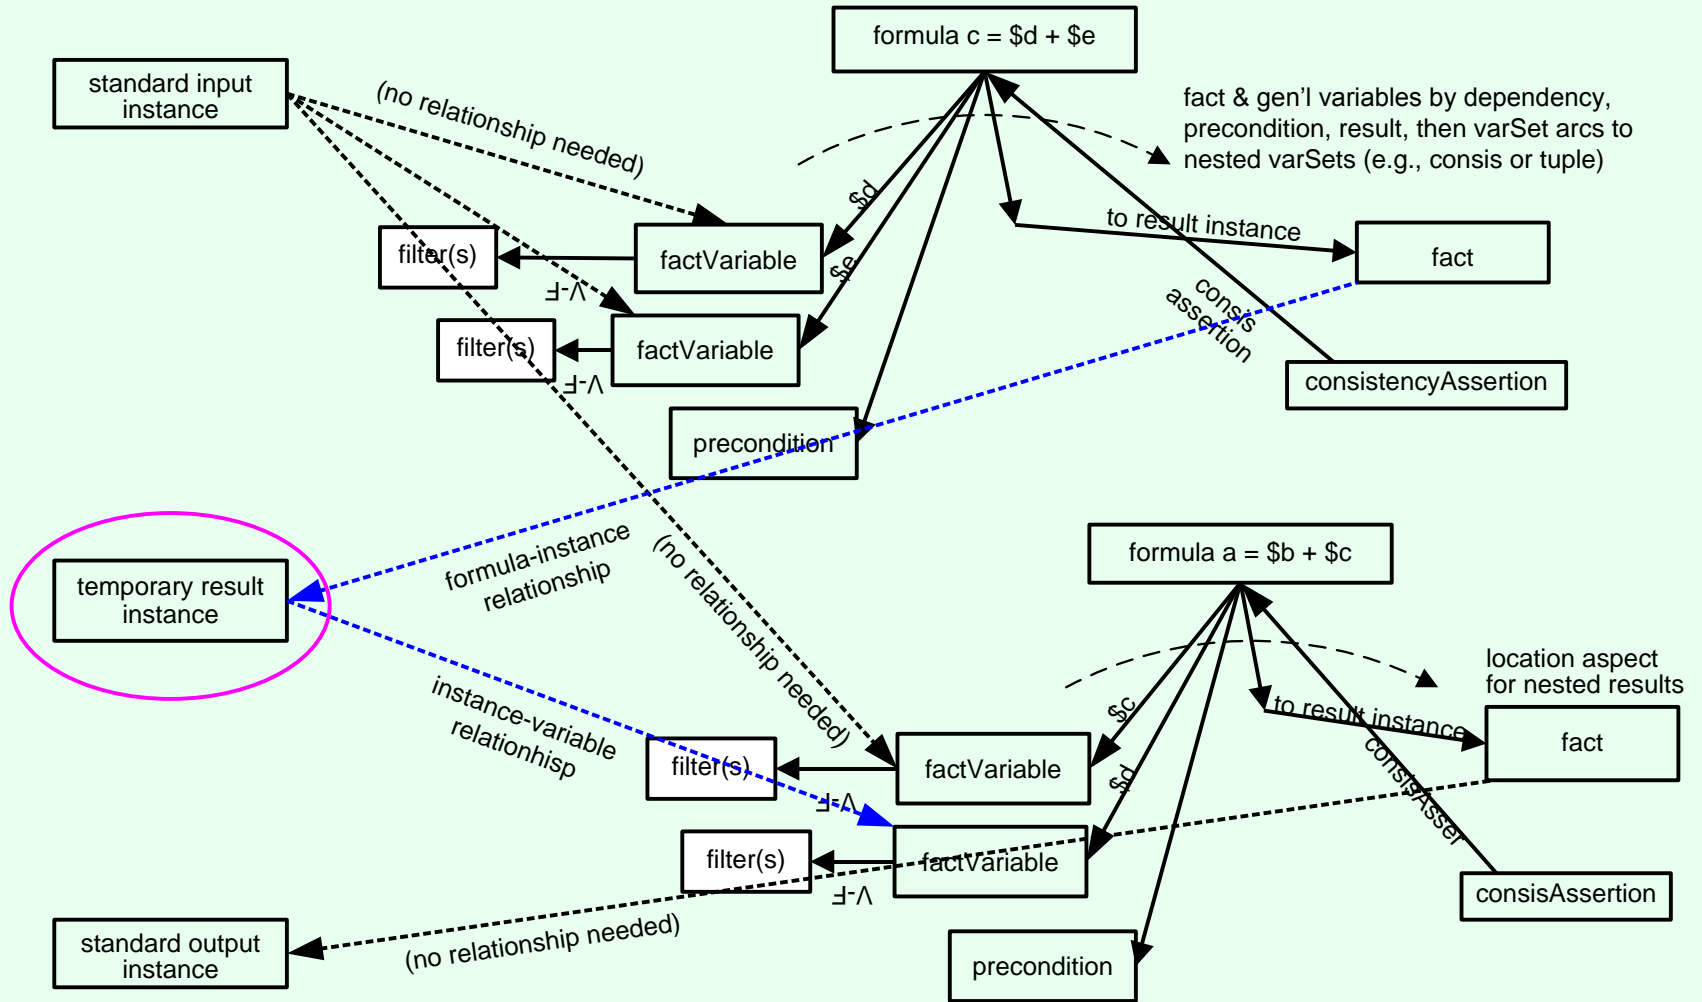 formula c = $d + $e
standard input
instance
(no relationship needed)
fact & gen'l variables by dependency,
precondition, result, then varSet arcs to
nested varSets (e.g., consis or tuple)
$d
to result instance
filter(s)
factVariable
fact
$e
V-F
consis
assertion
filter(s)
factVariable
V-F
consistencyAssertion
precondition
formula a = $b + $c
temporary result
instance
formula-instance
relationship
(no relationship needed)
location aspect
for nested results
instance-variable
relationhisp
$c
to result instance
filter(s)
factVariable
fact
$d
consisAsser
V-F
filter(s)
factVariable
V-F
consisAssertion
standard output
instance
(no relationship needed)
precondition